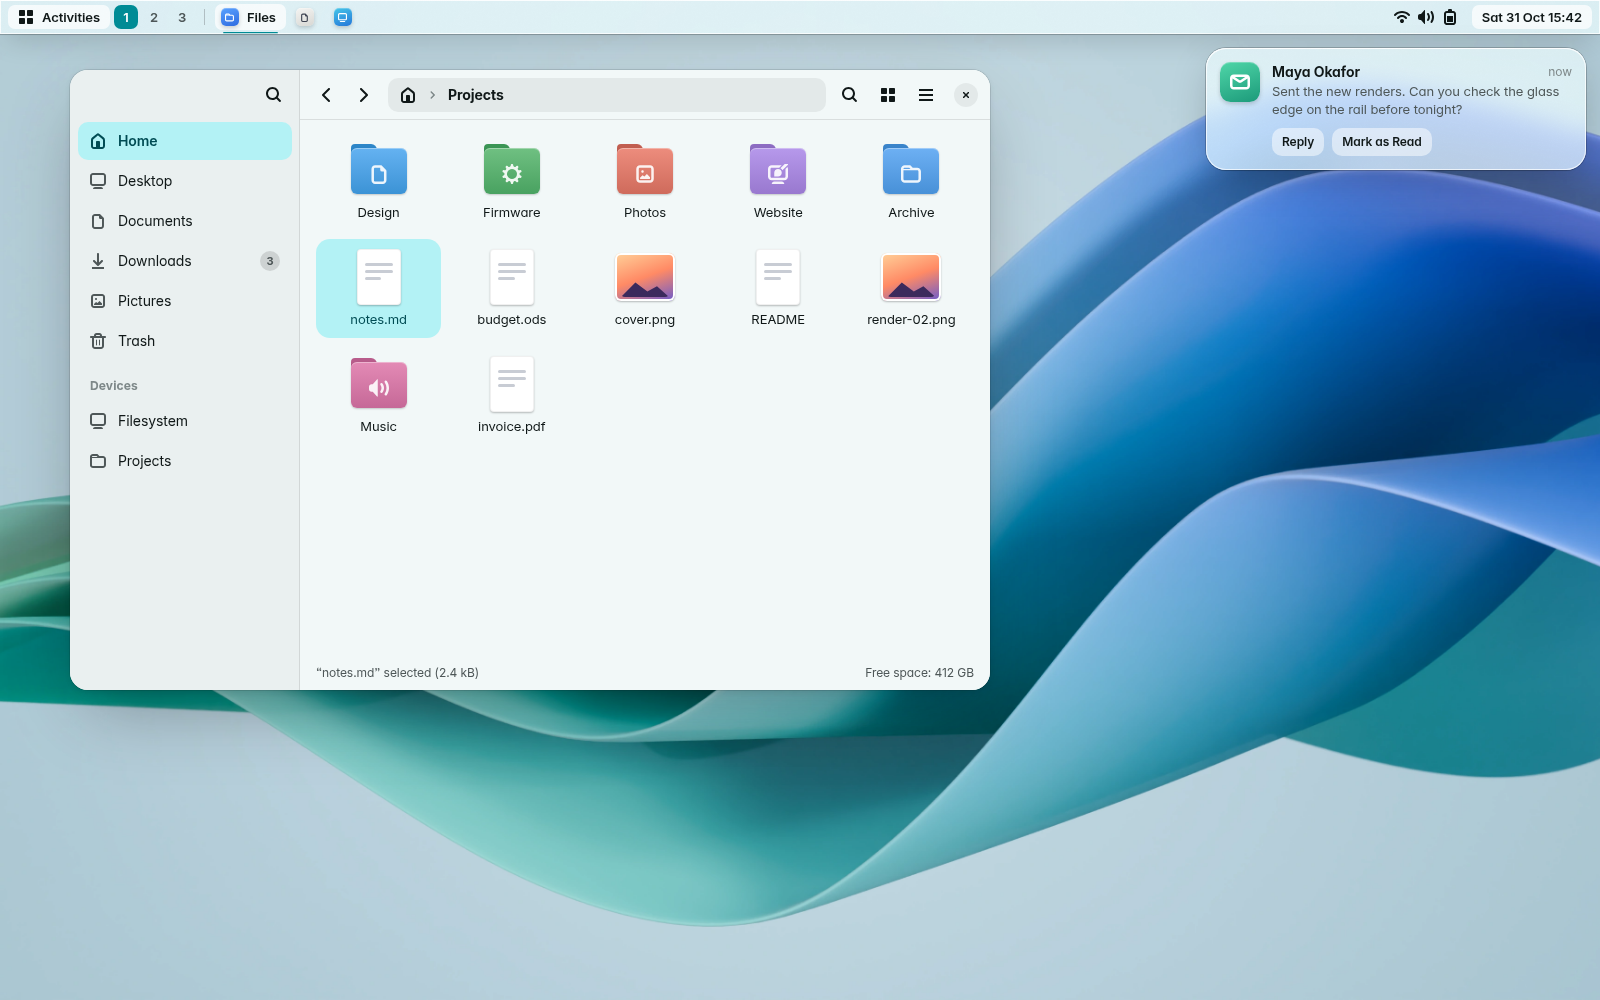 Activities 1 2 3 Files Sat 31 Oct 15:42
Maya Okafor now
Sent the new renders. Can you check the glass
edge on the rail before tonight?
Reply Mark as Read
Projects
Home
Desktop
Documents
Downloads 3
Pictures
Trash
Devices
Filesystem
Projects
Design Firmware Photos Website Archive
notes.md budget.ods cover.png README render-02.png
Music invoice.pdf
“notes.md” selected (2.4 kB) Free space: 412 GB